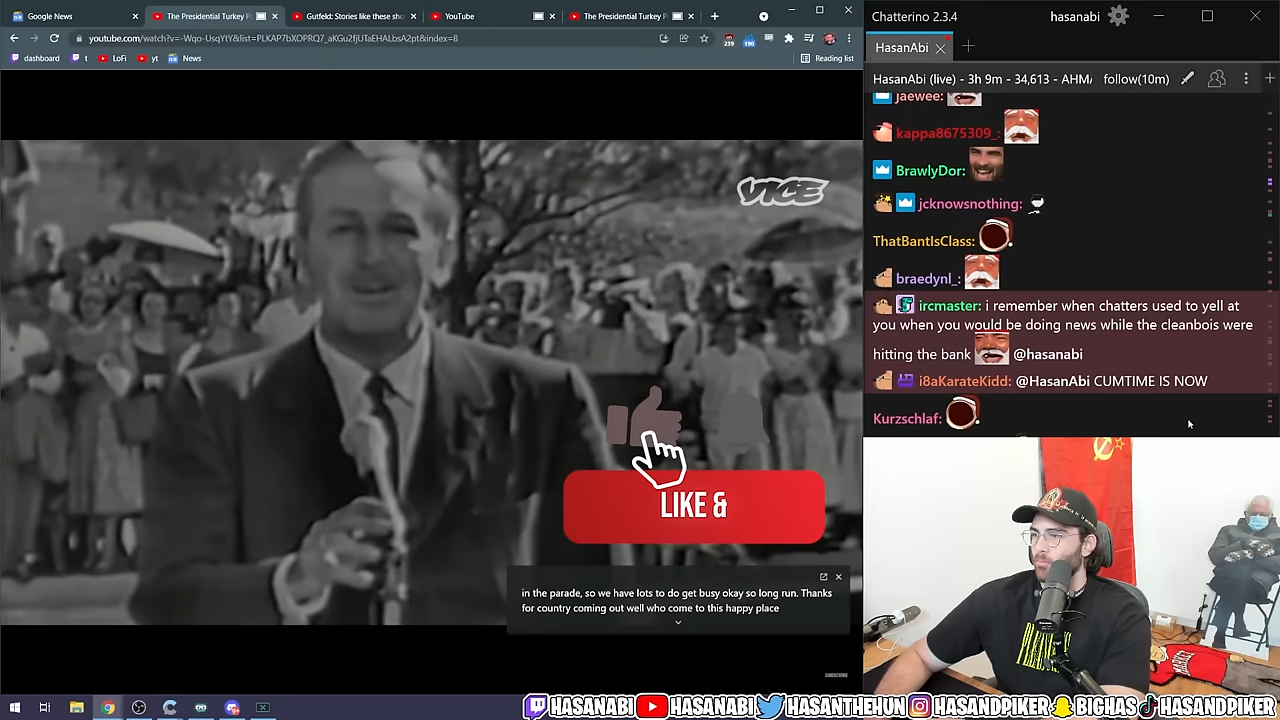 Google News
The Presidential Turkey P
Gutfeld: Stories like these sho
YouTube
The Presidential Turkey P
youtube.com/watch?v=-Wqo-UsqYtY&list=PLKAP7bXOPRQ7_aKGu2fjUTaEHALbsA2pt&index=8
219
190
dashboard
t
LoFi
yt
News
Reading list
VICE
LIKE &
in the parade, so we have lots to do get busy okay so long run. Thanks
for country coming out well who come to this happy place
SUBSCRIBE
Chatterino 2.3.4
hasanabi
HasanAbi
HasanAbi (live) - 3h 9m - 34,613 - AHM
follow(10m)
Jaewee:
kappa8675309_:
BrawlyDor:
jcknowsnothing:
ThatBantIsClass:
braedynl_:
ircmaster: i remember when chatters used to yell at
you when you would be doing news while the cleanbois were
hitting the bank @hasanabi
i8aKarateKidd: @HasanAbi CUMTIME IS NOW
Kurzschlaf:
HASANABI HASANABI HASANTHEHUN HASANDPIKER BIGHAS HASANDPIKER